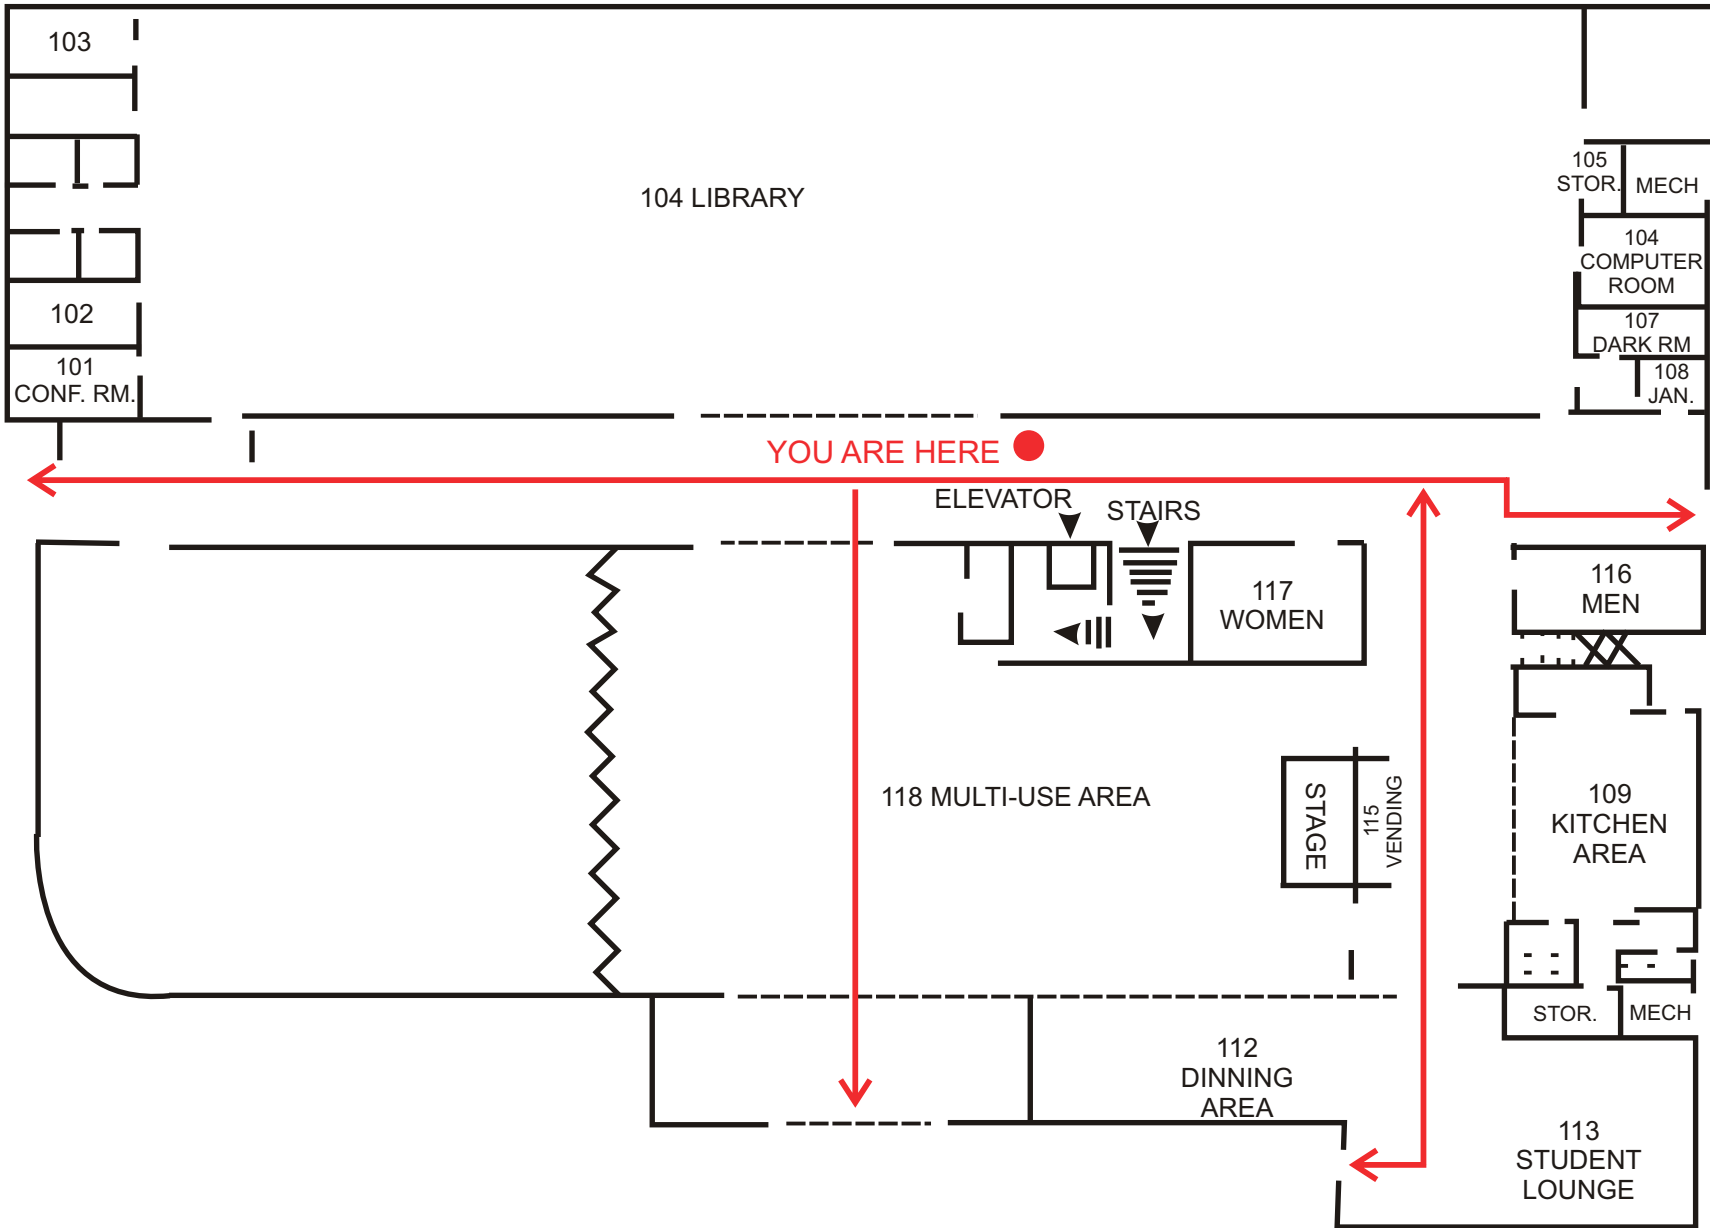 103
104 LIBRARY
105
STOR.
MECH
104
COMPUTER
ROOM
102
107
DARK RM
101
CONF. RM.
108
JAN.
YOU ARE HERE
ELEVATOR
STAIRS
117
WOMEN
116
MEN
118 MULTI-USE AREA
STAGE
115
VENDING
109
KITCHEN
AREA
STOR.
MECH
112
DINNING
AREA
113
STUDENT
LOUNGE